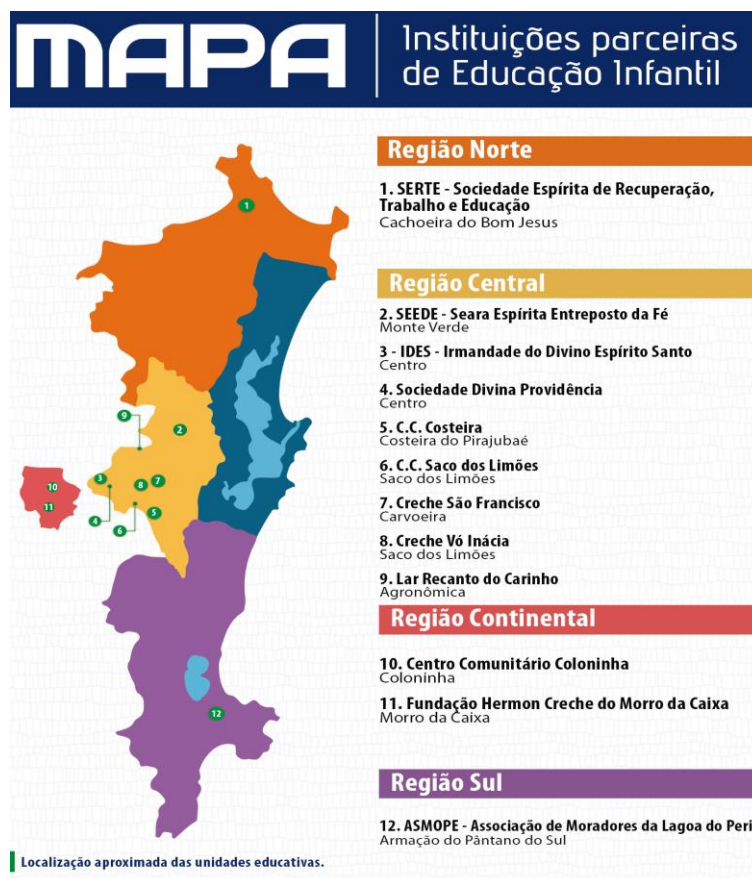 MAPA
Instituições parceiras
de Educação Infantil
Região Norte
1. SERTE - Sociedade Espírita de Recuperação,
Trabalho e Educação
Cachoeira do Bom Jesus
Região Central
2. SEEDE - Seara Espírita Entreposto da Fé
Monte Verde
3 - IDES - Irmandade do Divino Espírito Santo
Centro
4. Sociedade Divina Providência
Centro
5. C.C. Costeira
Costeira do Pirajubaé
6. C.C. Saco dos Limões
Saco dos Limões
7. Creche São Francisco
Carvoeira
8. Creche Vó Inácia
Saco dos Limões
9. Lar Recanto do Carinho
Agronômica
Região Continental
10. Centro Comunitário Coloninha
Coloninha
11. Fundação Hermon Creche do Morro da Caixa
Morro da Caixa
Região Sul
12. ASMOPE - Associação de Moradores da Lagoa do Peri
Armação do Pântano do Sul
1
9
2
3
8
7
10
11
4
6
5
12
Localização aproximada das unidades educativas.